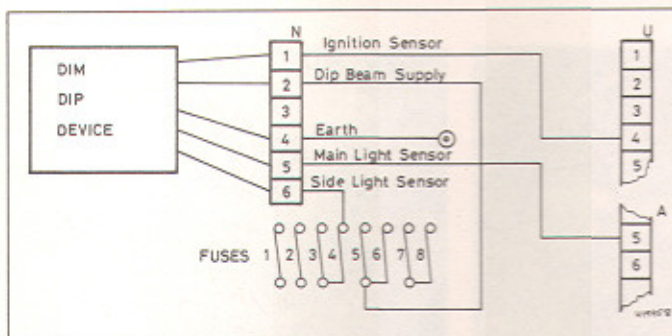 N
U
DIM
DIP
DEVICE
1 Ignition Sensor
2 Dip Beam Supply
3
4 Earth
5 Main Light Sensor
6 Side Light Sensor
1
2
3
4
5
A
5
6
FUSES 1 2 3 4 5 6 7 8